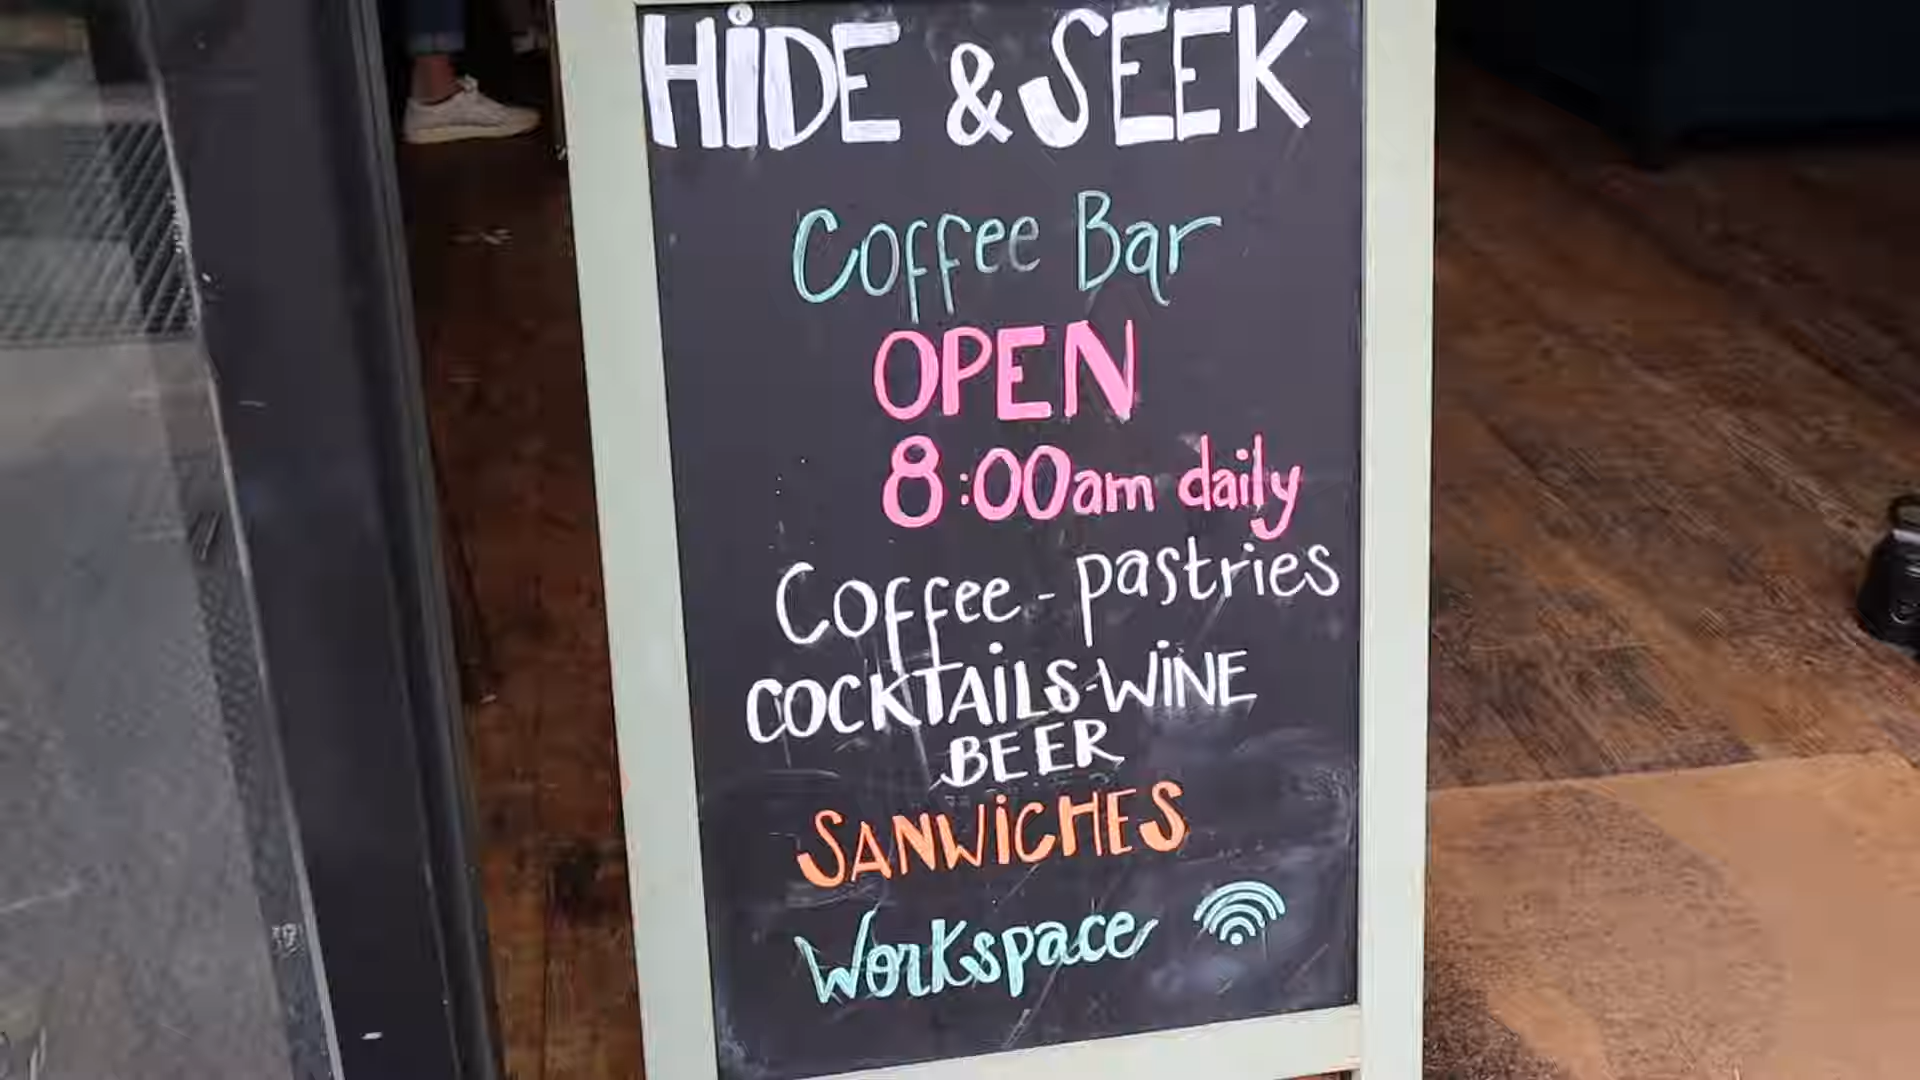 HiDE & SEEK
Coffee Bar
OPEN
8:00am daily
Coffee - pastries
COCKTAiLS-WiNE
BEER
SANWiCHES
Workspace